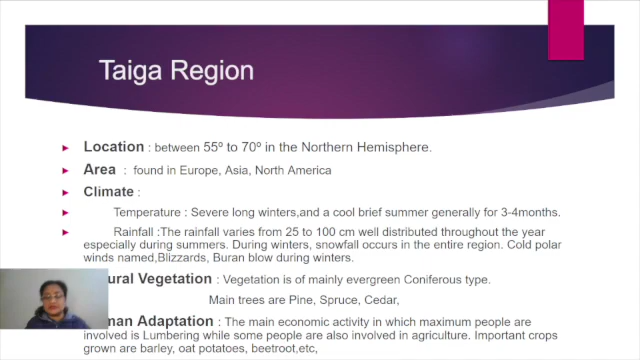 Taiga Region
Location : between 55º to 70º in the Northern Hemisphere.
Area : found in Europe, Asia, North America
Climate :
Temperature : Severe long winters,and a cool brief summer generally for 3-4months.
Rainfall :The rainfall varies from 25 to 100 cm well distributed throughout the year
especially during summers. During winters, snowfall occurs in the entire region. Cold polar
winds named,Blizzards, Buran blow during winters.
ural Vegetation : Vegetation is of mainly evergreen Coniferous type.
Main trees are Pine, Spruce, Cedar,
man Adaptation : The main economic activity in which maximum people are
involved is Lumbering while some people are also involved in agriculture. Important crops
grown are barley, oat potatoes, beetroot,etc,